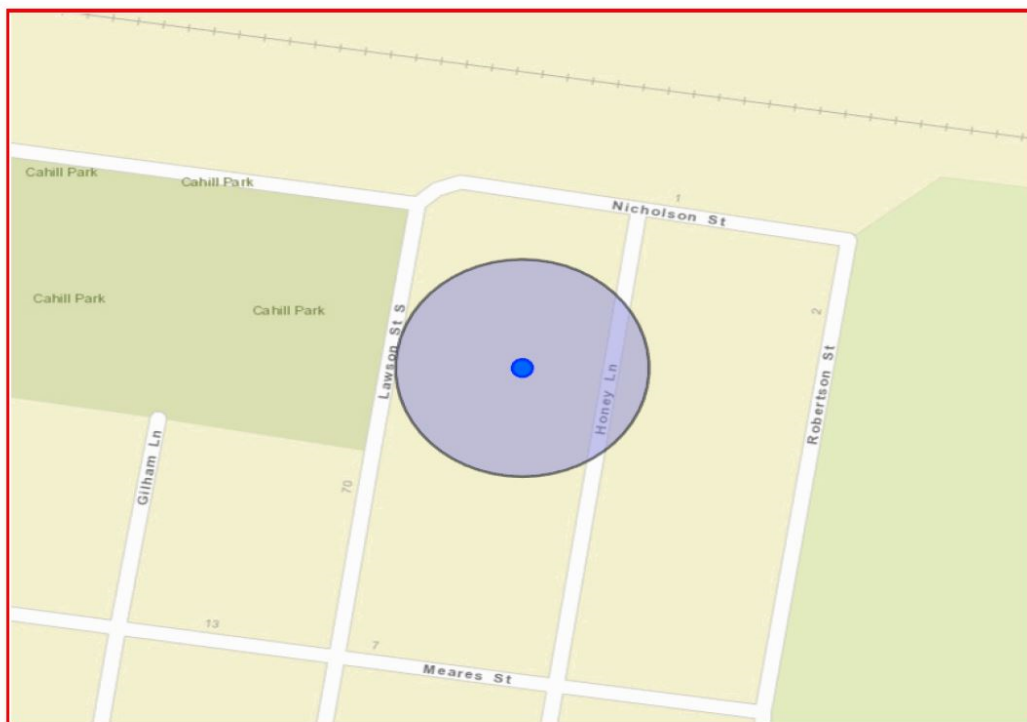 Cahill Park
Cahill Park
1
Nicholson St
Cahill Park
Cahill Park
Lawson St S
2
Honey Ln
Robertson St
Gilham Ln
70
13
7
Meares St